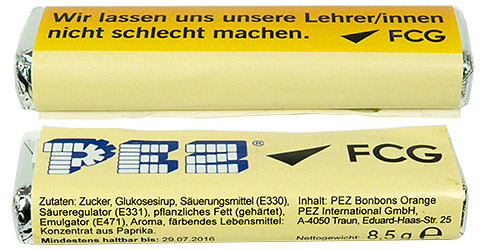 Wir lassen uns unsere Lehrer/innen
nicht schlecht machen. FCG
PEZ® FCG
Zutaten: Zucker, Glukosesirup, Säuerungsmittel (E330),
Säureregulator (E331), pflanzliches Fett (gehärtet),
Emulgator (E471), Aroma, färbendes Lebensmittel:
Konzentrat aus Paprika.
Mindestens haltbar bis: 29.07.2016
Inhalt: PEZ Bonbons Orange
PEZ International GmbH,
A-4050 Traun, Eduard-Haas-Str. 25
Nettogewicht: 8,5 g e